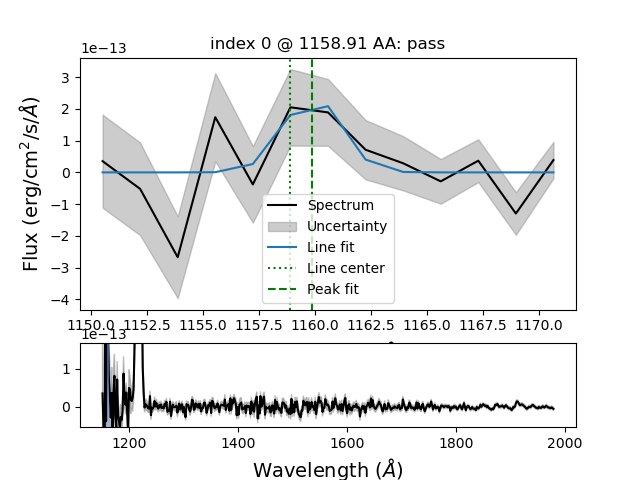 index 0 @ 1158.91 AA: pass
1e−13
3
2
1
0
−1
−2
−3
−4
Flux (erg/cm²/s/Å)
Spectrum
Uncertainty
Line fit
Line center
Peak fit
1150.0 1152.5 1155.0 1157.5 1160.0 1162.5 1165.0 1167.5 1170.0
1e−13
1
0
1200 1400 1600 1800 2000
Wavelength (Å)